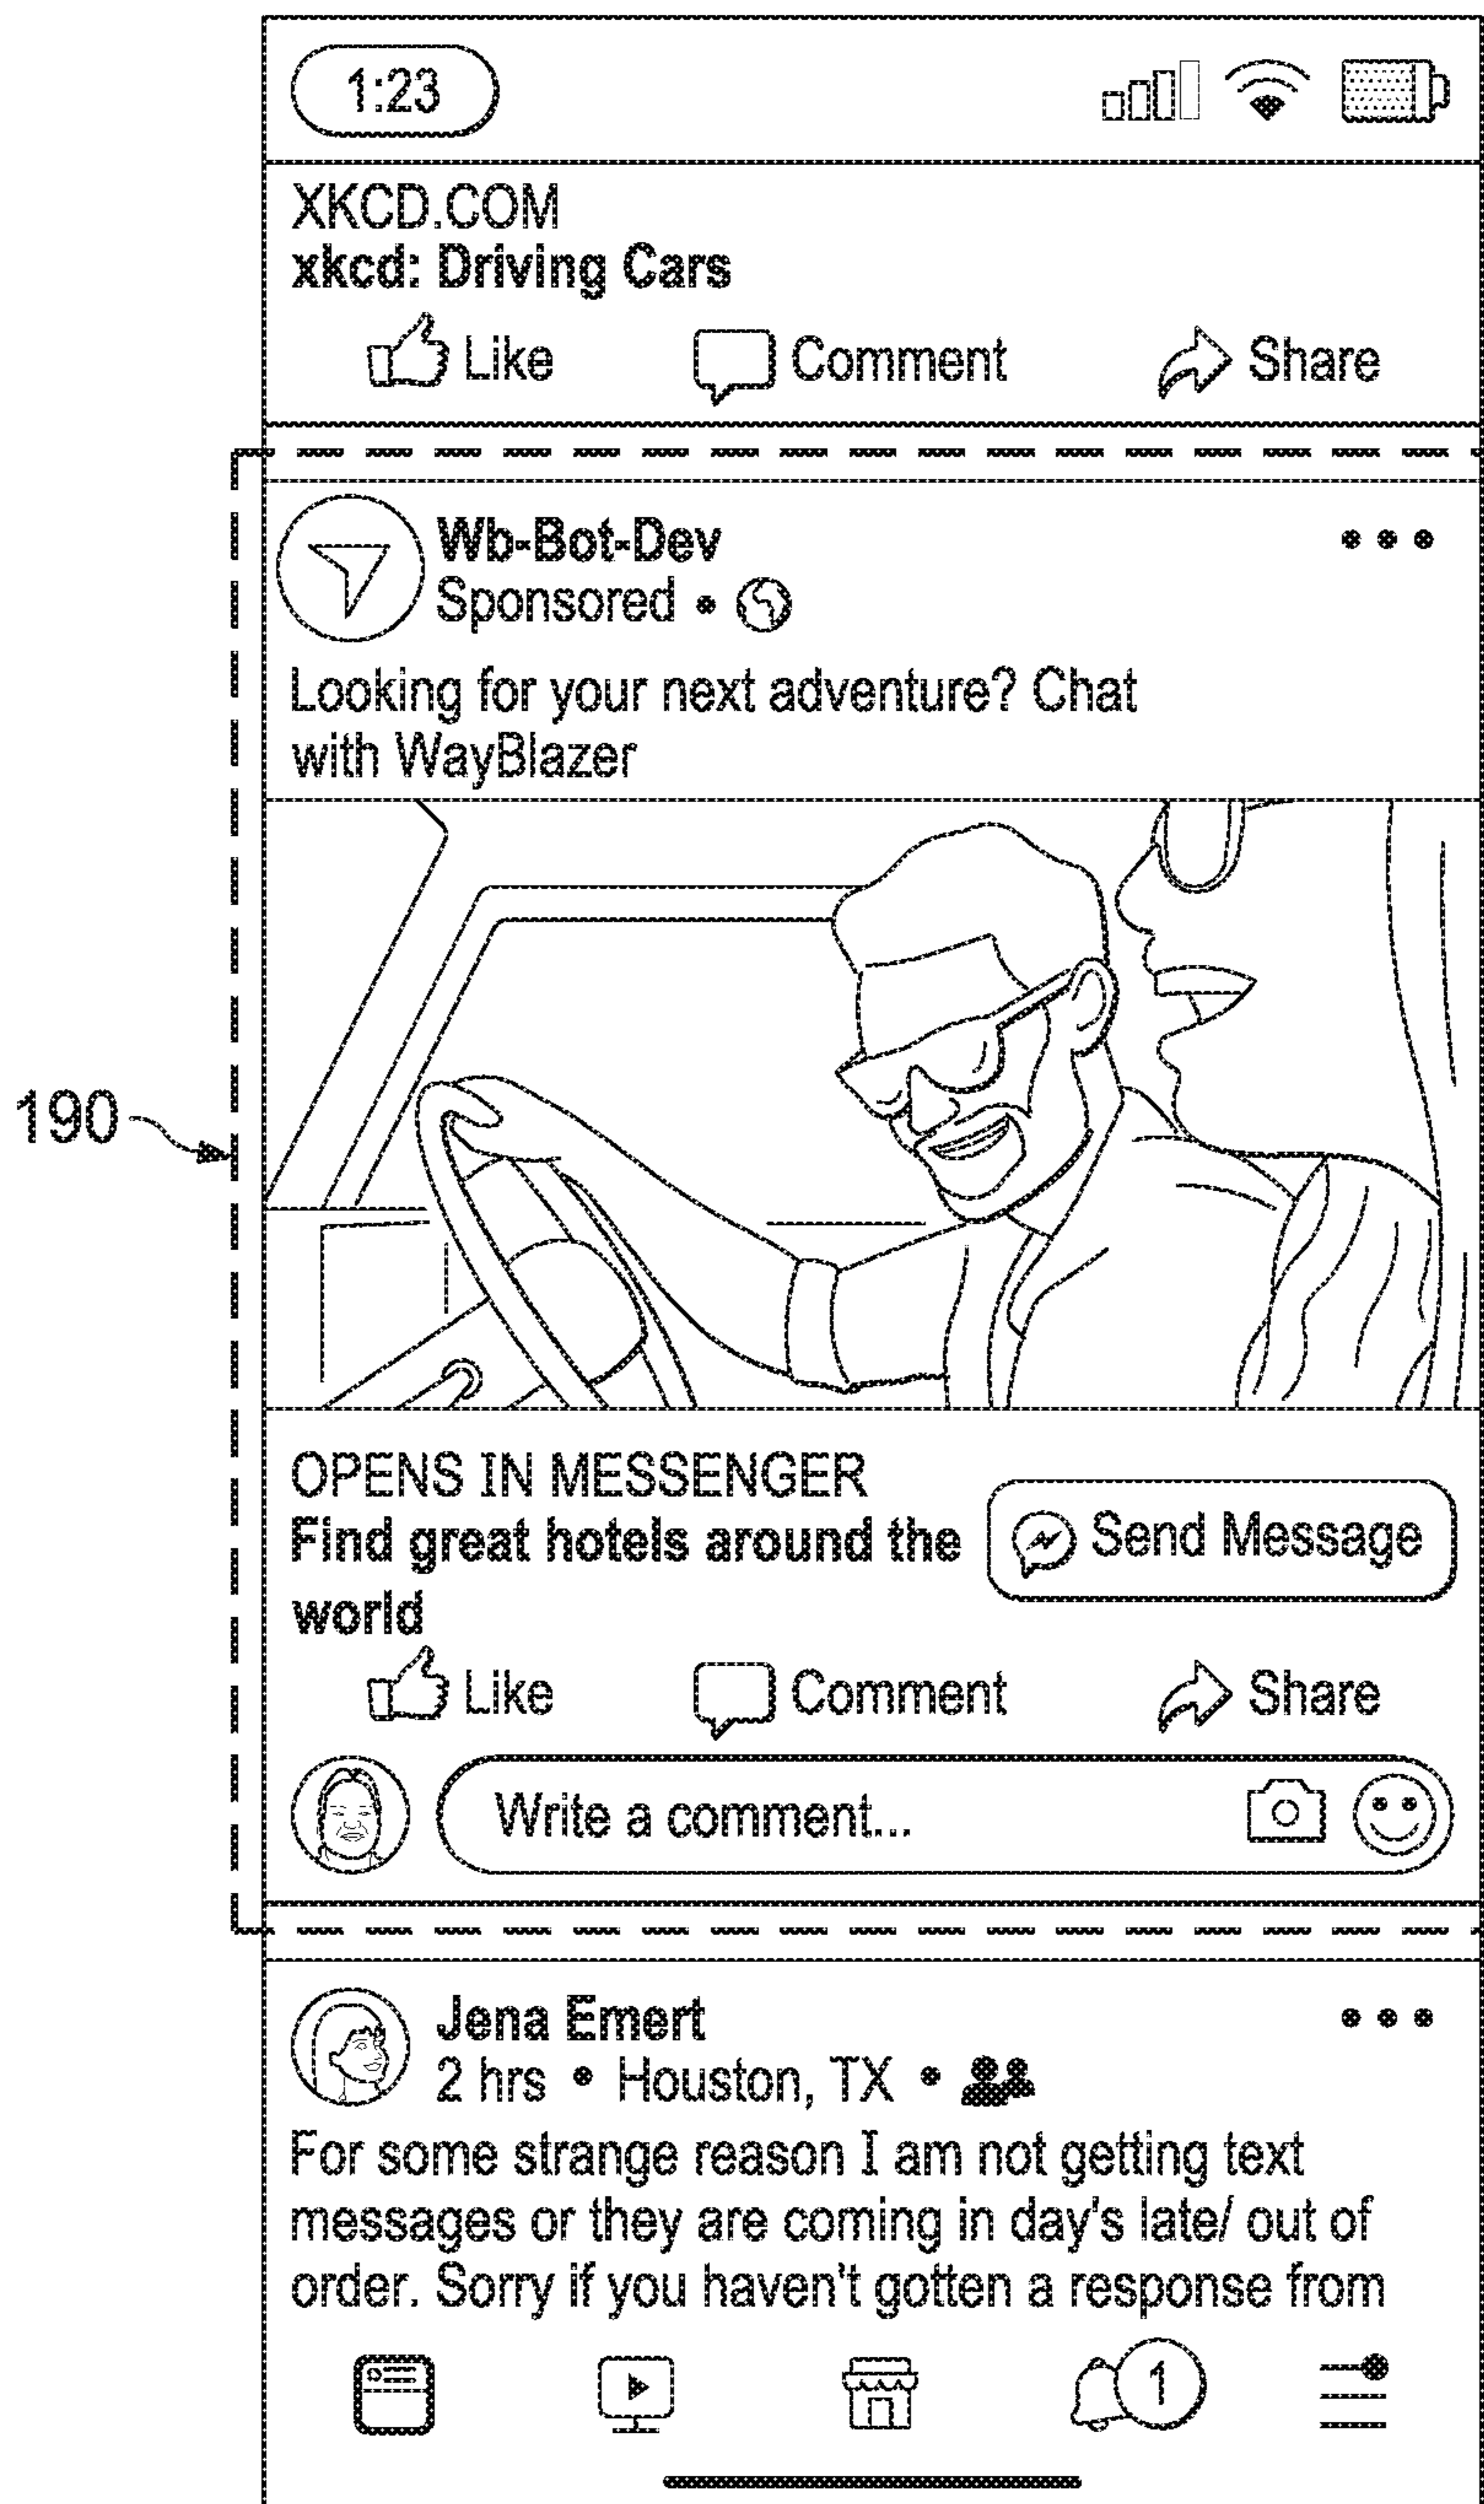 1:23
XKCD.COM
xkcd: Driving Cars
Like Comment Share
Wb-Bot-Dev
Sponsored •
Looking for your next adventure? Chat
with WayBlazer
190
OPENS IN MESSENGER
Find great hotels around the
world
Send Message
Like Comment Share
Write a comment...
Jena Emert
2 hrs • Houston, TX •
For some strange reason I am not getting text
messages or they are coming in day's late/ out of
order. Sorry if you haven't gotten a response from
1